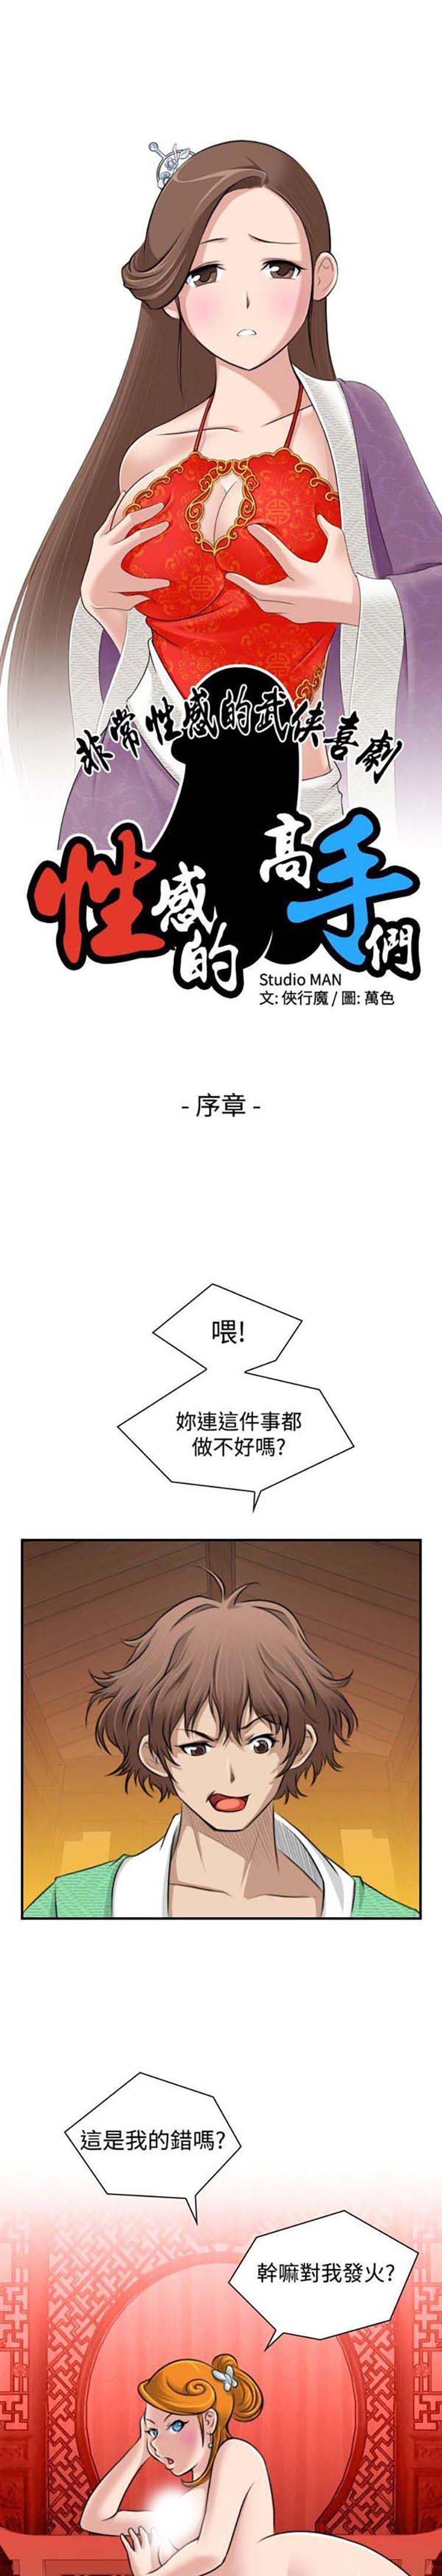 非常性感的武俠喜劇
性感的高手們
Studio MAN
文: 俠行魔 / 圖: 萬色
- 序章 -
喂!
妳連這件事都
做不好嗎?
這是我的錯嗎?
幹嘛對我發火?